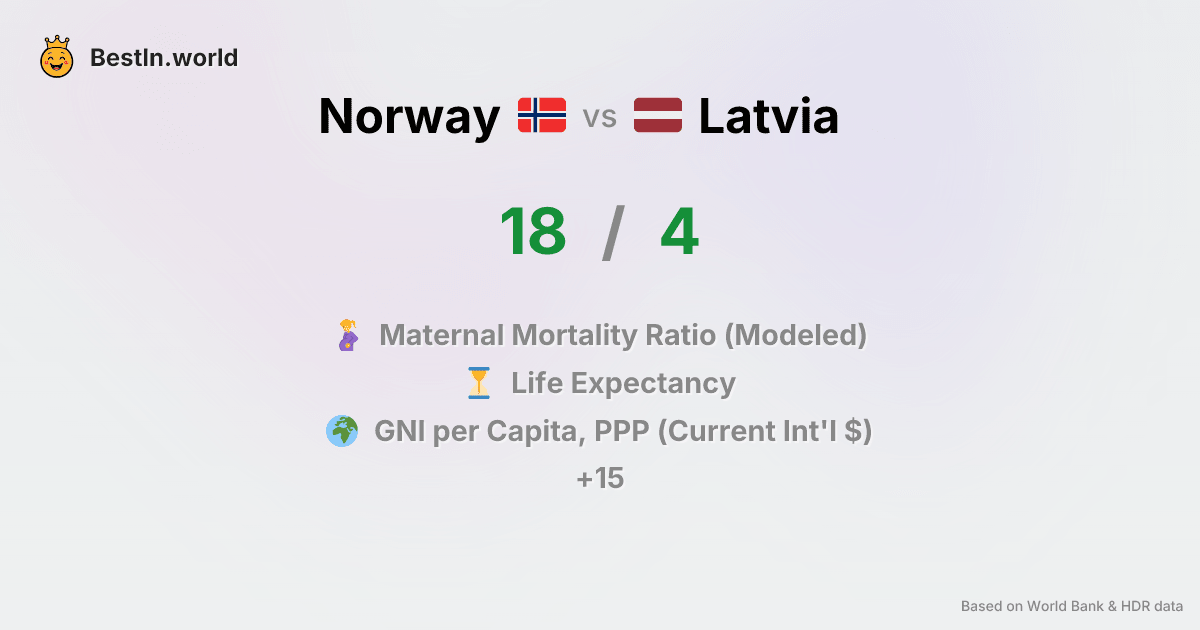 BestIn.world
Norway vs Latvia
18 / 4
Maternal Mortality Ratio (Modeled)
Life Expectancy
GNI per Capita, PPP (Current Int'l $)
+15
Based on World Bank & HDR data